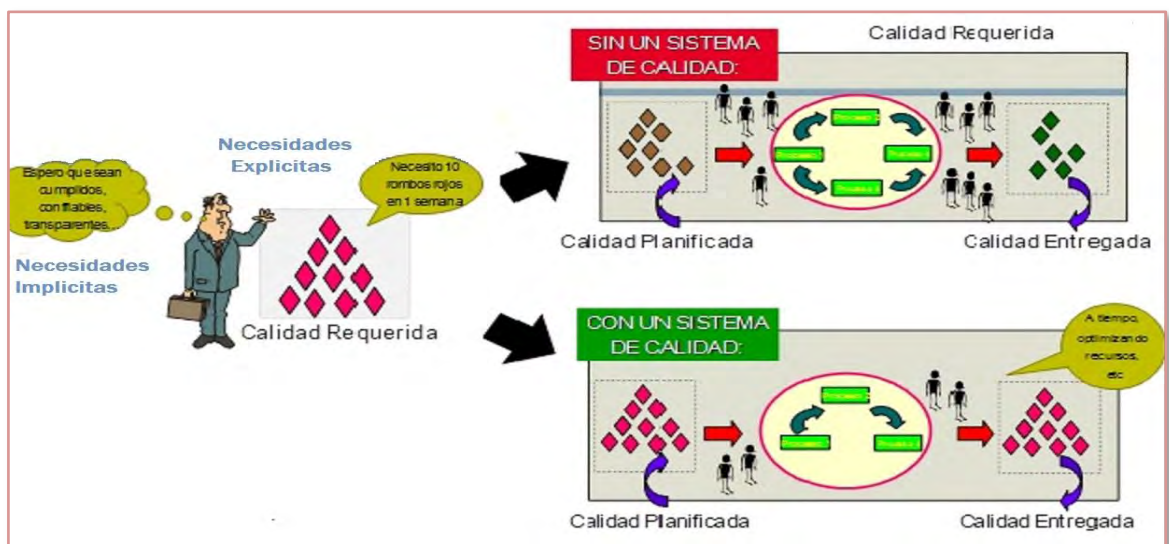 Espero que sean
cumplidos,
confiables,
transparentes...
Necesidades
Implicitas
Necesidades
Explicitas
Necesito 10
rombos rojos
en 1 semana
Calidad Requerida
SIN UN SISTEMA
DE CALIDAD:
Calidad Requerida
Calidad Planificada
Calidad Entregada
CON UN SISTEMA
DE CALIDAD:
A tiempo,
optimizando
recursos,
etc
Calidad Planificada
Calidad Entregada